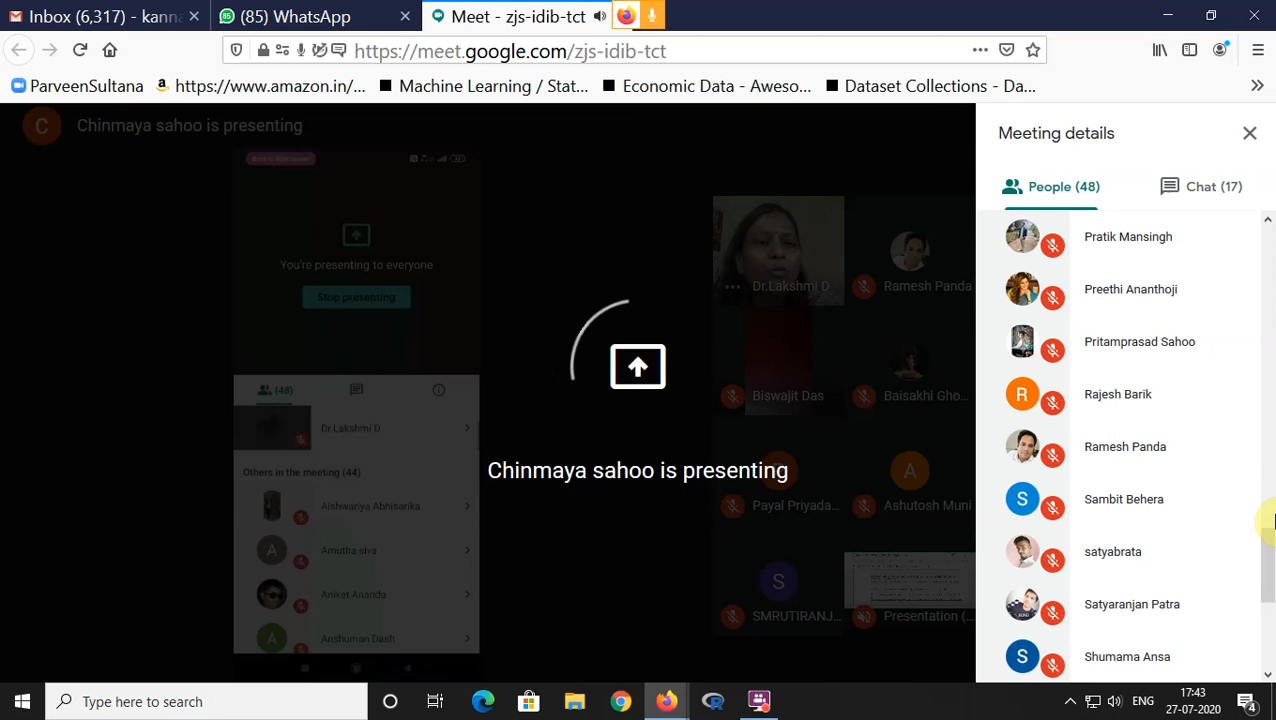 Inbox (6,317) - kanna
(85) WhatsApp
Meet - zjs-idib-tct
https://meet.google.com/zjs-idib-tct
ParveenSultana
https://www.amazon.in/...
Machine Learning / Stat...
Economic Data - Aweso...
Dataset Collections - Da...
C
Chinmaya sahoo is presenting
Meeting details
People (48)
Chat (17)
You're presenting to everyone
Stop presenting
(48)
Dr.Lakshmi D
Others in the meeting (44)
Aishwariya Abhisarika
A
Amutha siva
Aniket Ananda
A
Anshuman Dash
Chinmaya sahoo is presenting
Dr.Lakshmi D
Ramesh Panda
Biswajit Das
Baisakhi Gho...
A
Payal Priyada...
Ashutosh Muni
S
SMRUTIRANJ...
Presentation (...
Pratik Mansingh
Preethi Ananthoji
Pritamprasad Sahoo
R
Rajesh Barik
Ramesh Panda
S
Sambit Behera
satyabrata
Satyaranjan Patra
S
Shumama Ansa
Type here to search
ENG
17:43
27-07-2020
4